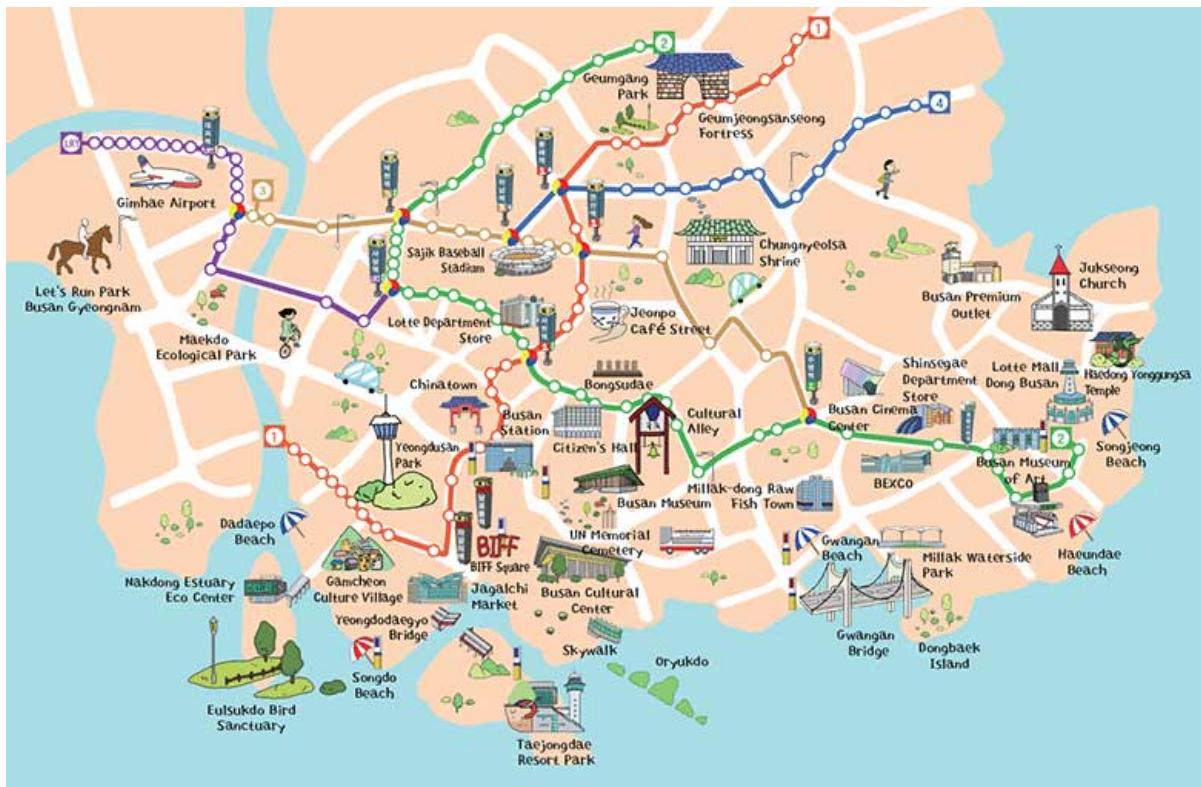 2
1
Geumgang
Park
4
Geumjeongsanseong
Fortress
LRT
3
Gimhae Airport
Let's Run Park
Busan Gyeongnam
Maekdo
Ecological Park
Sajik Baseball
Stadium
Chungnyeolsa
Shrine
Jukseong
Church
Busan Premium
Outlet
Lotte Department
Store
Jeonpo
Café Street
Chinatown
Bongsudae
Shinsegae
Department
Store
Lotte Mall
Dong Busan
Haedong Yonggungsa
Temple
Busan
Station
Citizen's Hall
Cultural
Alley
Busan Cinema
Center
Songjeong
Beach
1
Yeongdusan
Park
2
Busan Museum
of Art
BEXCO
Busan Museum
Millak-dong Raw
Fish Town
Dadaepo
Beach
BIFF
BIFF Square
UN Memorial
Cemetery
Gwangan
Beach
Millak Waterside
Park
Haeundae
Beach
Nakdong Estuary
Eco Center
Gamcheon
Culture Village
Jagalchi
Market
Busan Cultural
Center
Yeongdodaegyo
Bridge
Skywalk
Gwangan
Bridge
Dongbaek
Island
Songdo
Beach
Oryukdo
Eulsukdo Bird
Sanctuary
Taejongdae
Resort Park